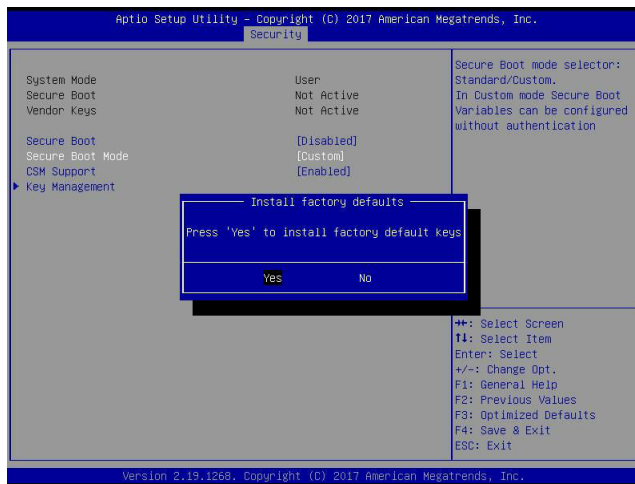 Aptio Setup Utility – Copyright (C) 2017 American Megatrends, Inc.
Security
System Mode User
Secure Boot Not Active
Vendor Keys Not Active
Secure Boot [Disabled]
Secure Boot Mode [Custom]
CSM Support [Enabled]
Key Management
Install factory defaults
Press 'Yes' to install factory default keys
Yes No
Secure Boot mode selector:
Standard/Custom.
In Custom mode Secure Boot
Variables can be configured
without authentication
→←: Select Screen
↑↓: Select Item
Enter: Select
+/-: Change Opt.
F1: General Help
F2: Previous Values
F3: Optimized Defaults
F4: Save & Exit
ESC: Exit
Version 2.19.1268. Copyright (C) 2017 American Megatrends, Inc.